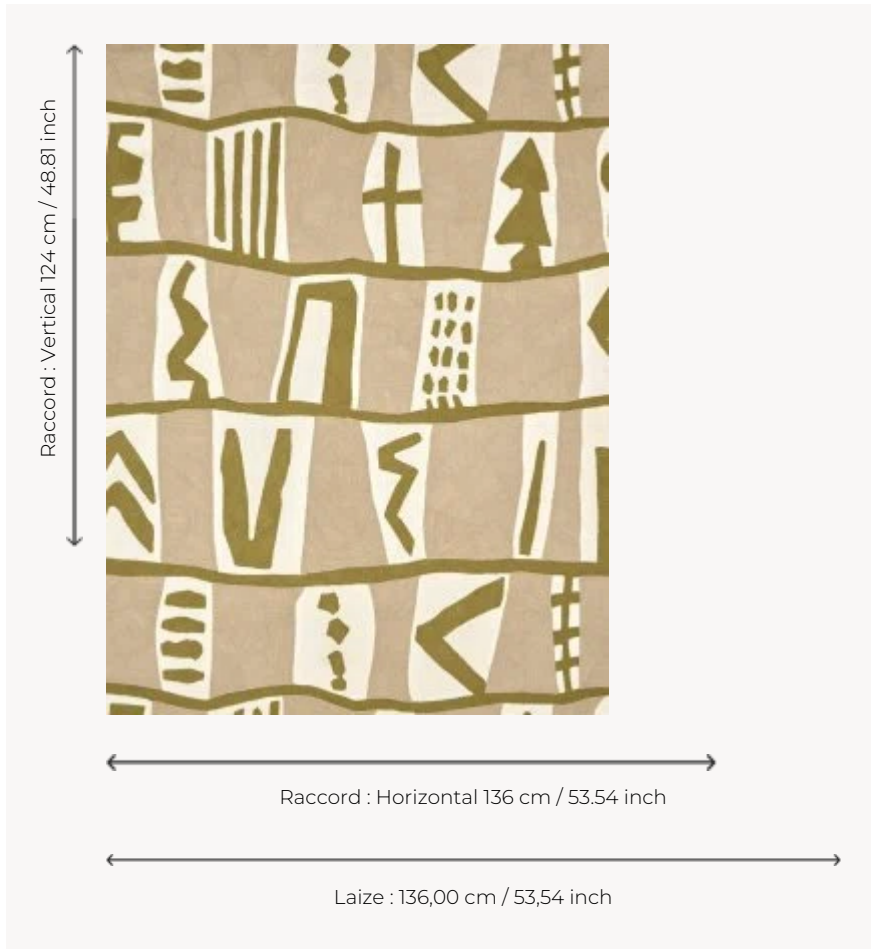 Raccord : Vertical 124 cm / 48.81 inch
Raccord : Horizontal 136 cm / 53.54 inch
Laize : 136,00 cm / 53,54 inch